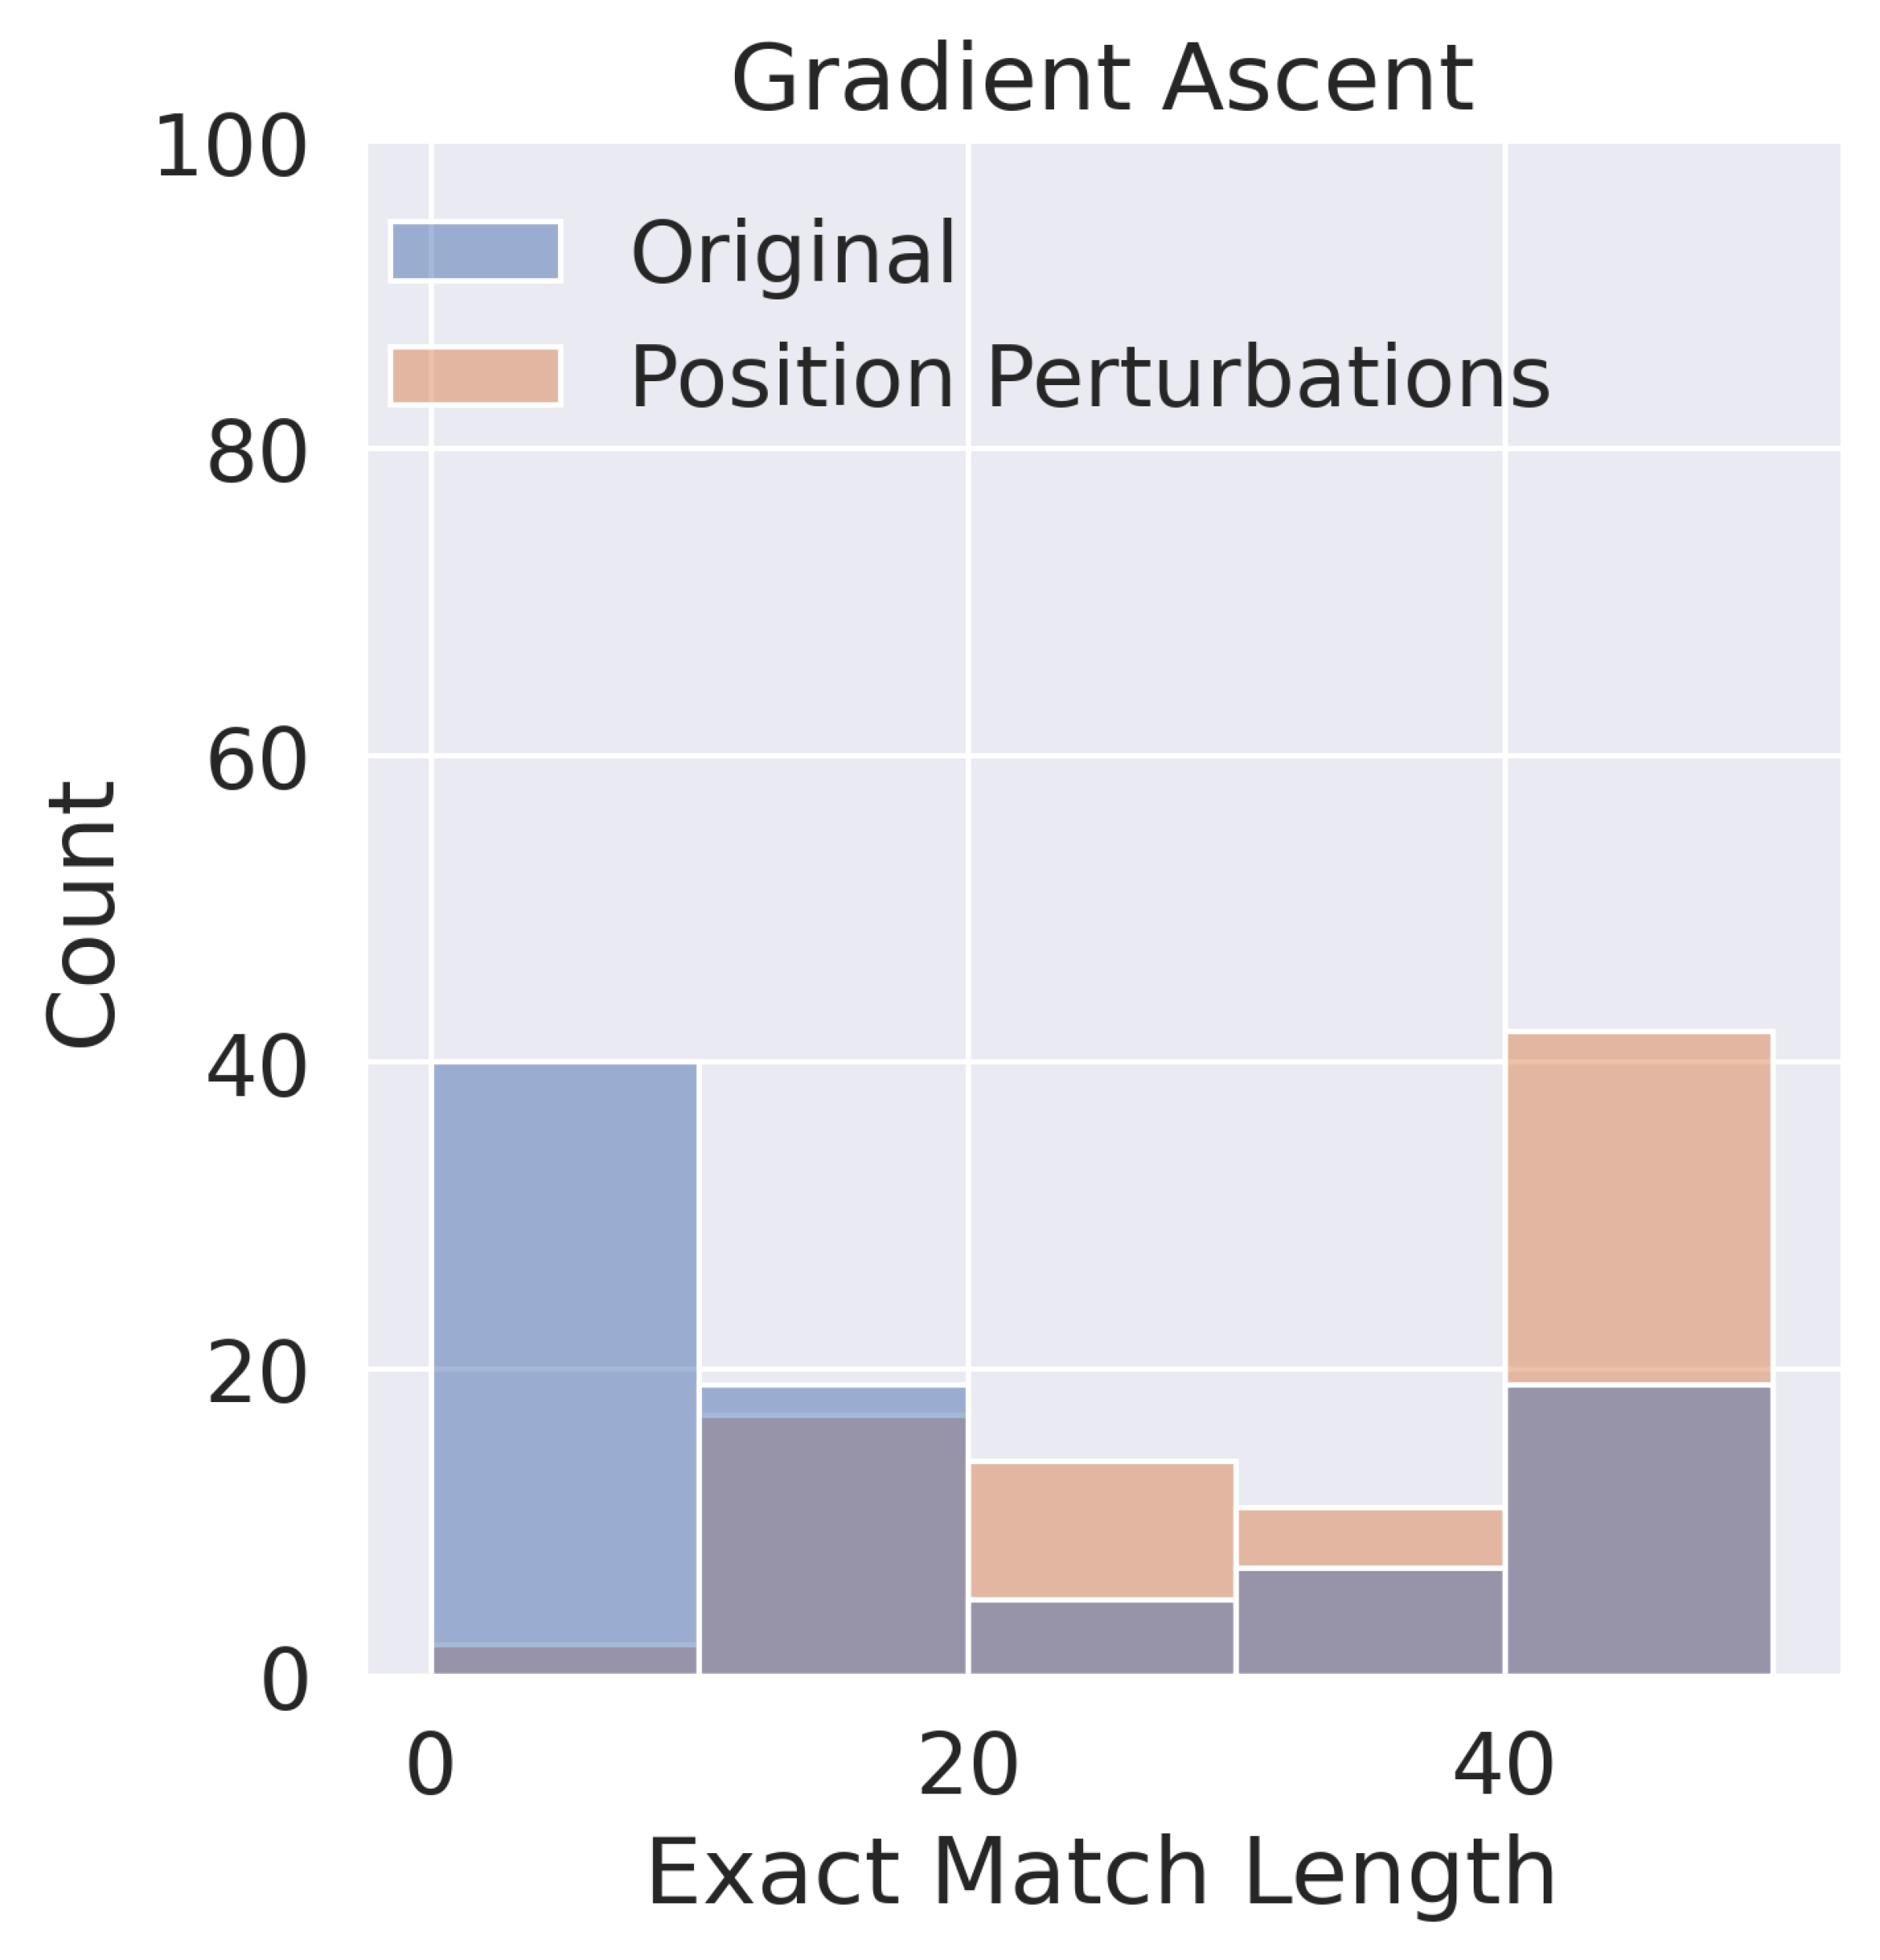 Gradient Ascent
100
80
60
40
20
0
Count
Original
Position Perturbations
0 20 40
Exact Match Length